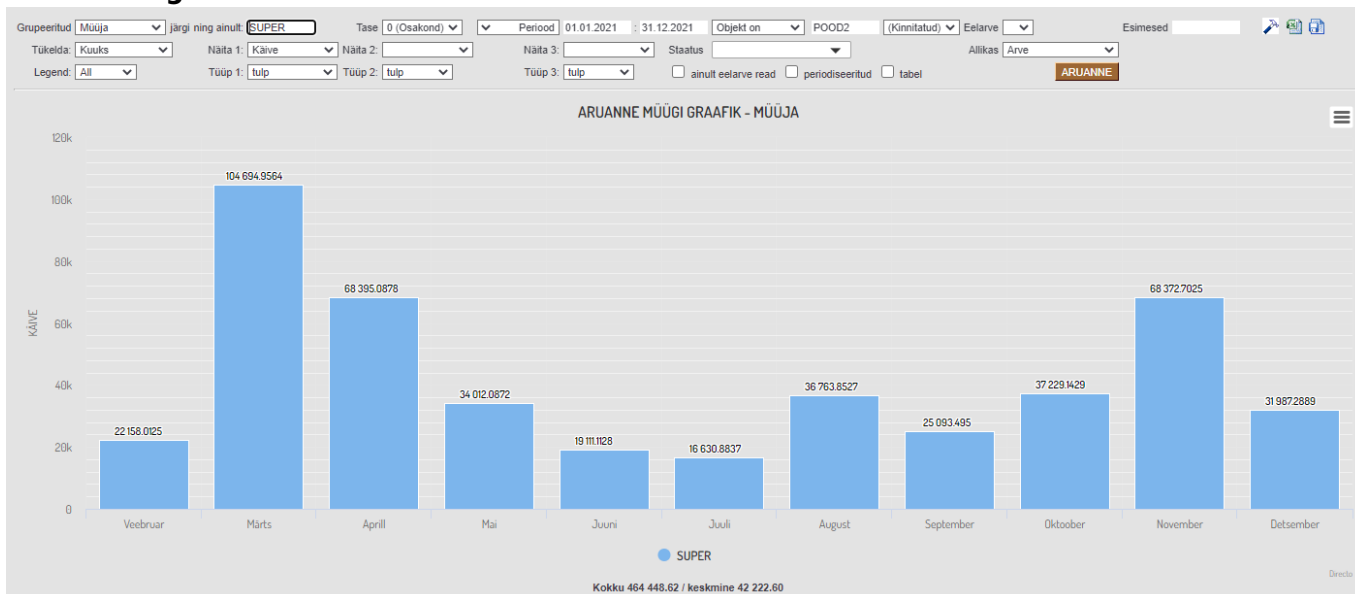 Grupeeritud Müüja järgi ning ainult: SUPER Tase 0 (Osakond) Periood 01.01.2021 : 31.12.2021 Objekt on POOD2 (Kinnitatud) Eelarve Esimesed
Tükelda: Kuuks Näita 1: Käive Näita 2: Näita 3: Staatus Allikas Arve
Legend: All Tüüp 1: tulp Tüüp 2: tulp Tüüp 3: tulp ainult eelarve read periodiseeritud tabel ARUANNE
ARUANNE MÜÜGI GRAAFIK - MÜÜJA
120k
104 694.9564
100k
80k
68 395.0878
68 372.7025
KÄIVE
60k
40k
34 012.0872
36 763.8527
37 229.1429
31 987.2889
22 158.0125
19 111.1128
16 630.8837
25 093.495
20k
0
Veebruar Märts Aprill Mai Juuni Juuli August September Oktoober November Detsember
SUPER
Directo
Kokku 464 448.62 / keskmine 42 222.60